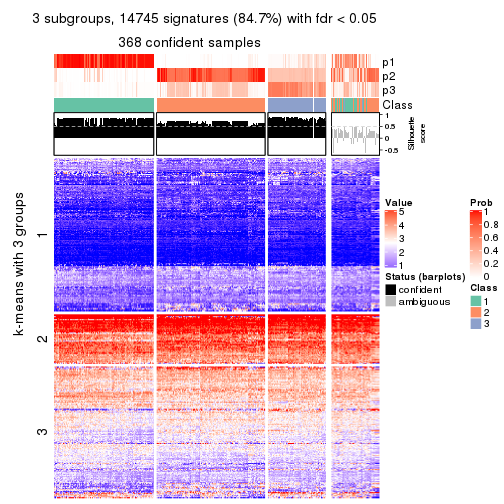 3 subgroups, 14745 signatures (84.7%) with fdr < 0.05
368 confident samples
p1
p2
p3
Class
1
0.5
0
-0.5
Silhouette
score
k-means with 3 groups
1
2
3
Value
5
4
3
2
1
Status (barplots)
confident
ambiguous
Prob
1
0.8
0.6
0.4
0.2
0
Class
1
2
3